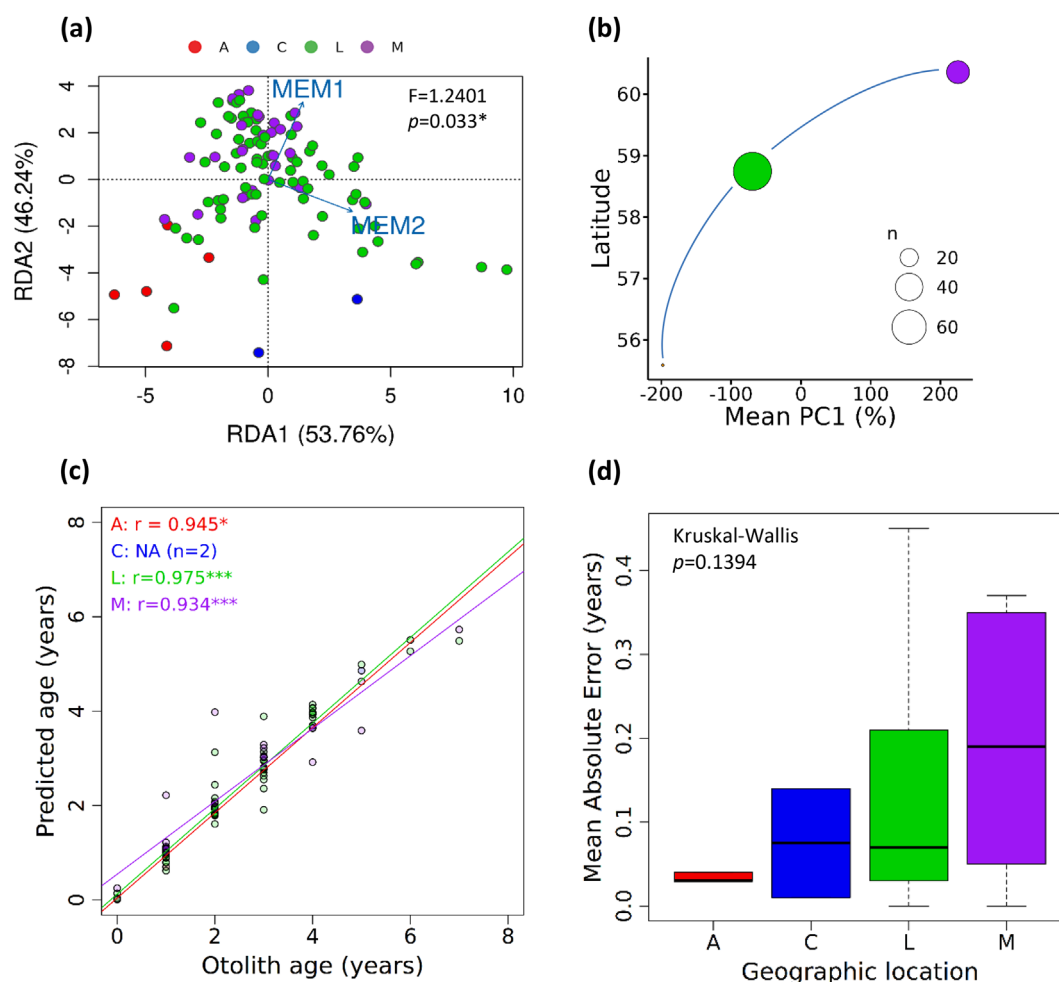 (a)
A C L M
MEM1
F=1.2401
p=0.033*
MEM2
RDA2 (46.24%)
4
2
0
-2
-4
-6
-8
-5 0 5 10
RDA1 (53.76%)
(b)
Latitude
60
59
58
57
56
n
20
40
60
-200 -100 0 100 200
Mean PC1 (%)
(c)
A: r = 0.945*
C: NA (n=2)
L: r=0.975***
M: r=0.934***
Predicted age (years)
8
6
4
2
0
0 2 4 6 8
Otolith age (years)
(d)
Kruskal-Wallis
p=0.1394
Mean Absolute Error (years)
0.4
0.3
0.2
0.1
0.0
A C L M
Geographic location